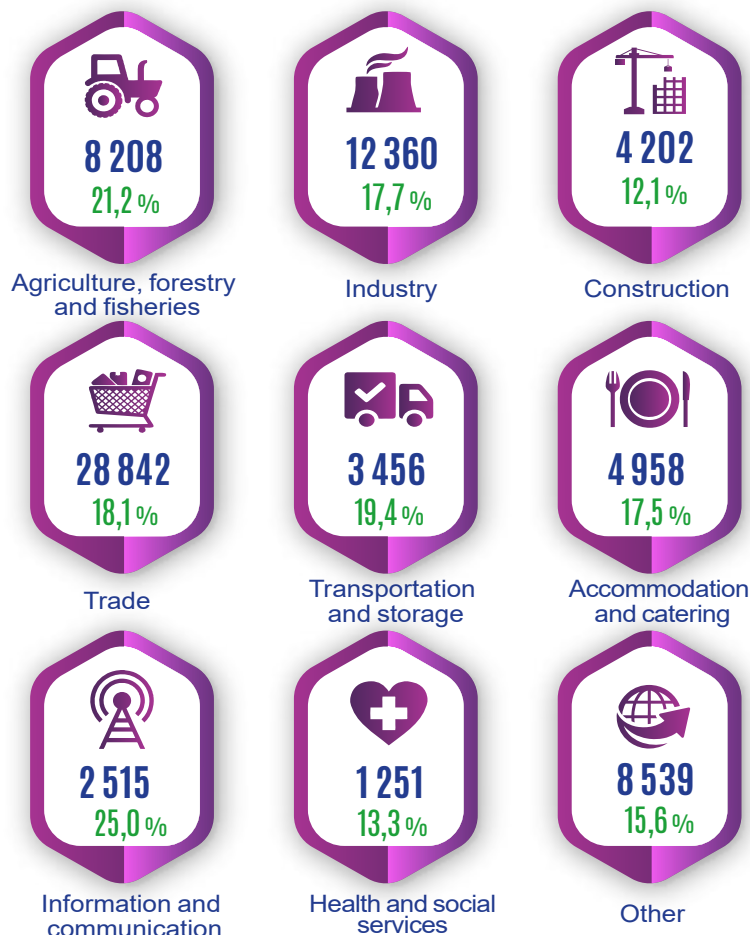 8 208
21,2 %
Agriculture, forestry
and fisheries
12 360
17,7 %
Industry
4 202
12,1 %
Construction
28 842
18,1 %
Trade
3 456
19,4 %
Transportation
and storage
4 958
17,5 %
Accommodation
and catering
2 515
25,0 %
Information and
communication
1 251
13,3 %
Health and social
services
8 539
15,6 %
Other